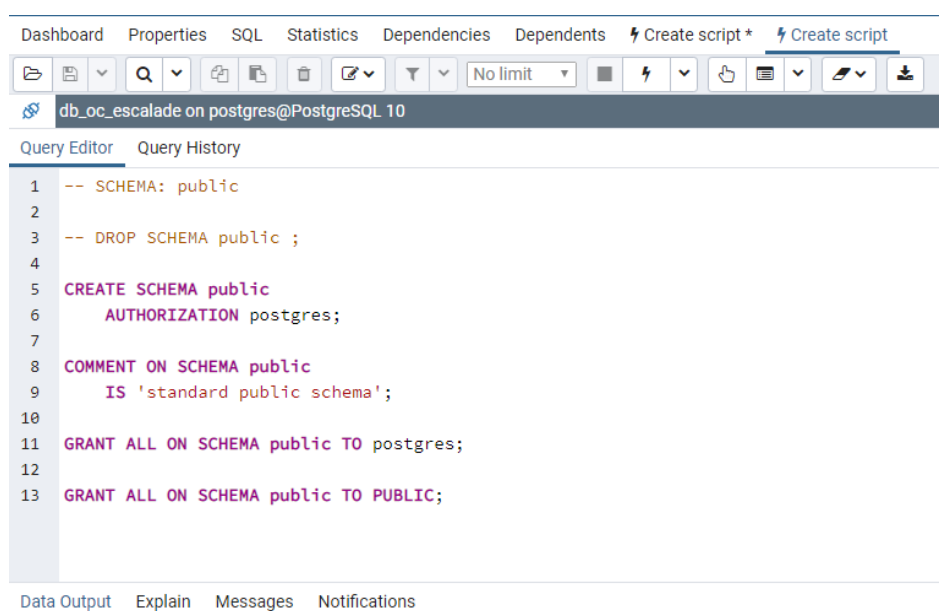 Dashboard Properties SQL Statistics Dependencies Dependents Create script * Create script
No limit
db_oc_escalade on postgres@PostgreSQL 10
Query Editor Query History
1 -- SCHEMA: public
2
3 -- DROP SCHEMA public ;
4
5 CREATE SCHEMA public
6 AUTHORIZATION postgres;
7
8 COMMENT ON SCHEMA public
9 IS 'standard public schema';
10
11 GRANT ALL ON SCHEMA public TO postgres;
12
13 GRANT ALL ON SCHEMA public TO PUBLIC;
Data Output Explain Messages Notifications